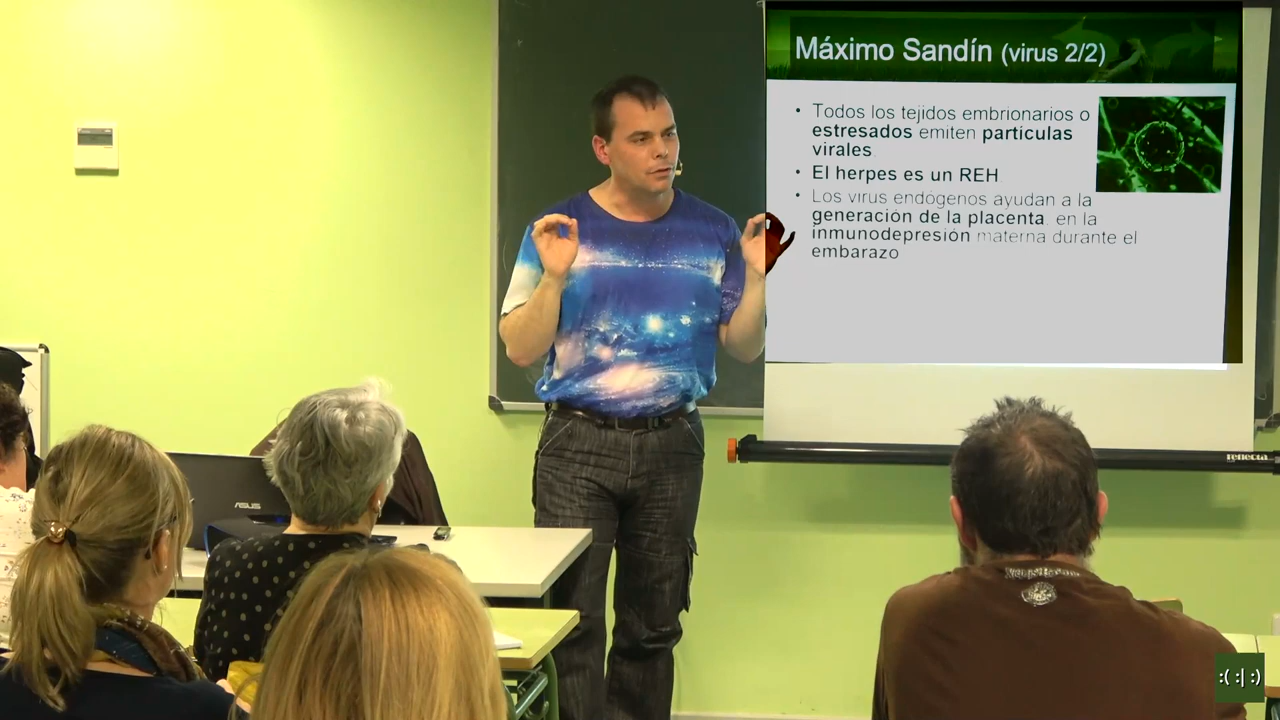 Máximo Sandín (virus 2/2)
• Todos los tejidos embrionarios o
estresados emiten partículas
virales
• El herpes es un REH
• Los virus endógenos ayudan a la
generación de la placenta, en la
inmunodepresión materna durante el
embarazo
ASUS
:( :| :)